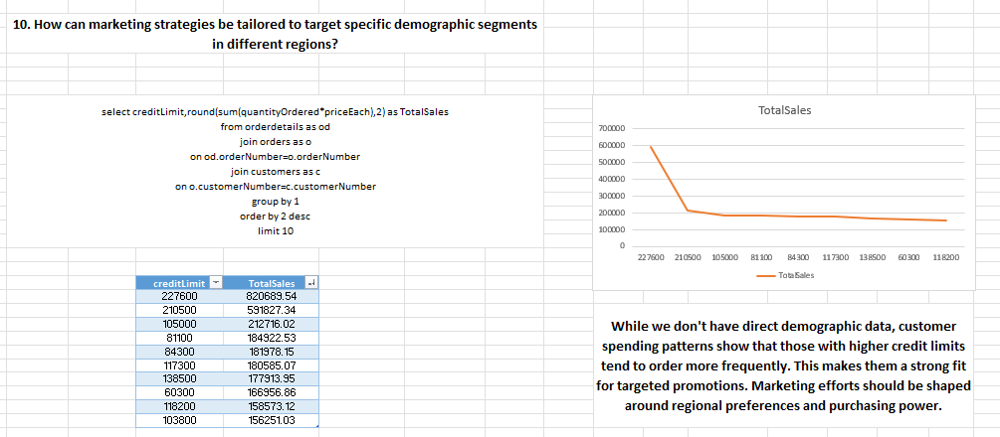 10. How can marketing strategies be tailored to target specific demographic segments
in different regions?
select creditLimit,round(sum(quantityOrdered*priceEach),2) as TotalSales
from orderdetails as od
join orders as o
on od.orderNumber=o.orderNumber
join customers as c
on o.customerNumber=c.customerNumber
group by 1
order by 2 desc
limit 10
creditLimit TotalSales
227600 820689.54
210500 591827.34
105000 212716.02
81100 184922.53
84300 181978.15
117300 180585.07
138500 177913.95
60300 166956.86
118200 158573.12
103800 156251.03
TotalSales
700000
600000
500000
400000
300000
200000
100000
0
227600 210500 105000 81100 84300 117300 138500 60300 118200
TotalSales
While we don't have direct demographic data, customer
spending patterns show that those with higher credit limits
tend to order more frequently. This makes them a strong fit
for targeted promotions. Marketing efforts should be shaped
around regional preferences and purchasing power.